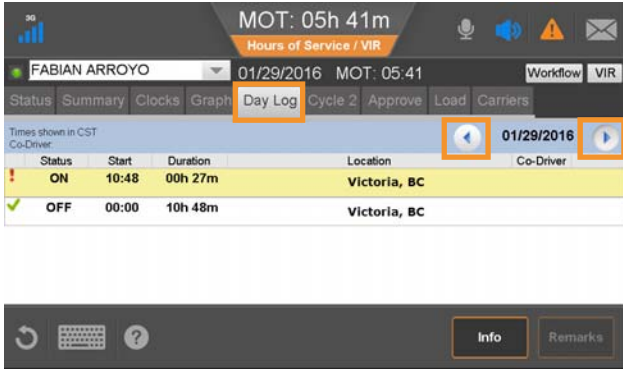 3G
MOT: 05h 41m
Hours of Service / VIR
FABIAN ARROYO
01/29/2016 MOT: 05:41
Workflow
VIR
Status Summary Clocks Graph Day Log Cycle 2 Approve Load Carriers
Times shown in CST
Co-Driver:
01/29/2016
Status Start Duration Location Co-Driver
! ON 10:48 00h 27m Victoria, BC
OFF 00:00 10h 48m Victoria, BC
?
Info
Remarks